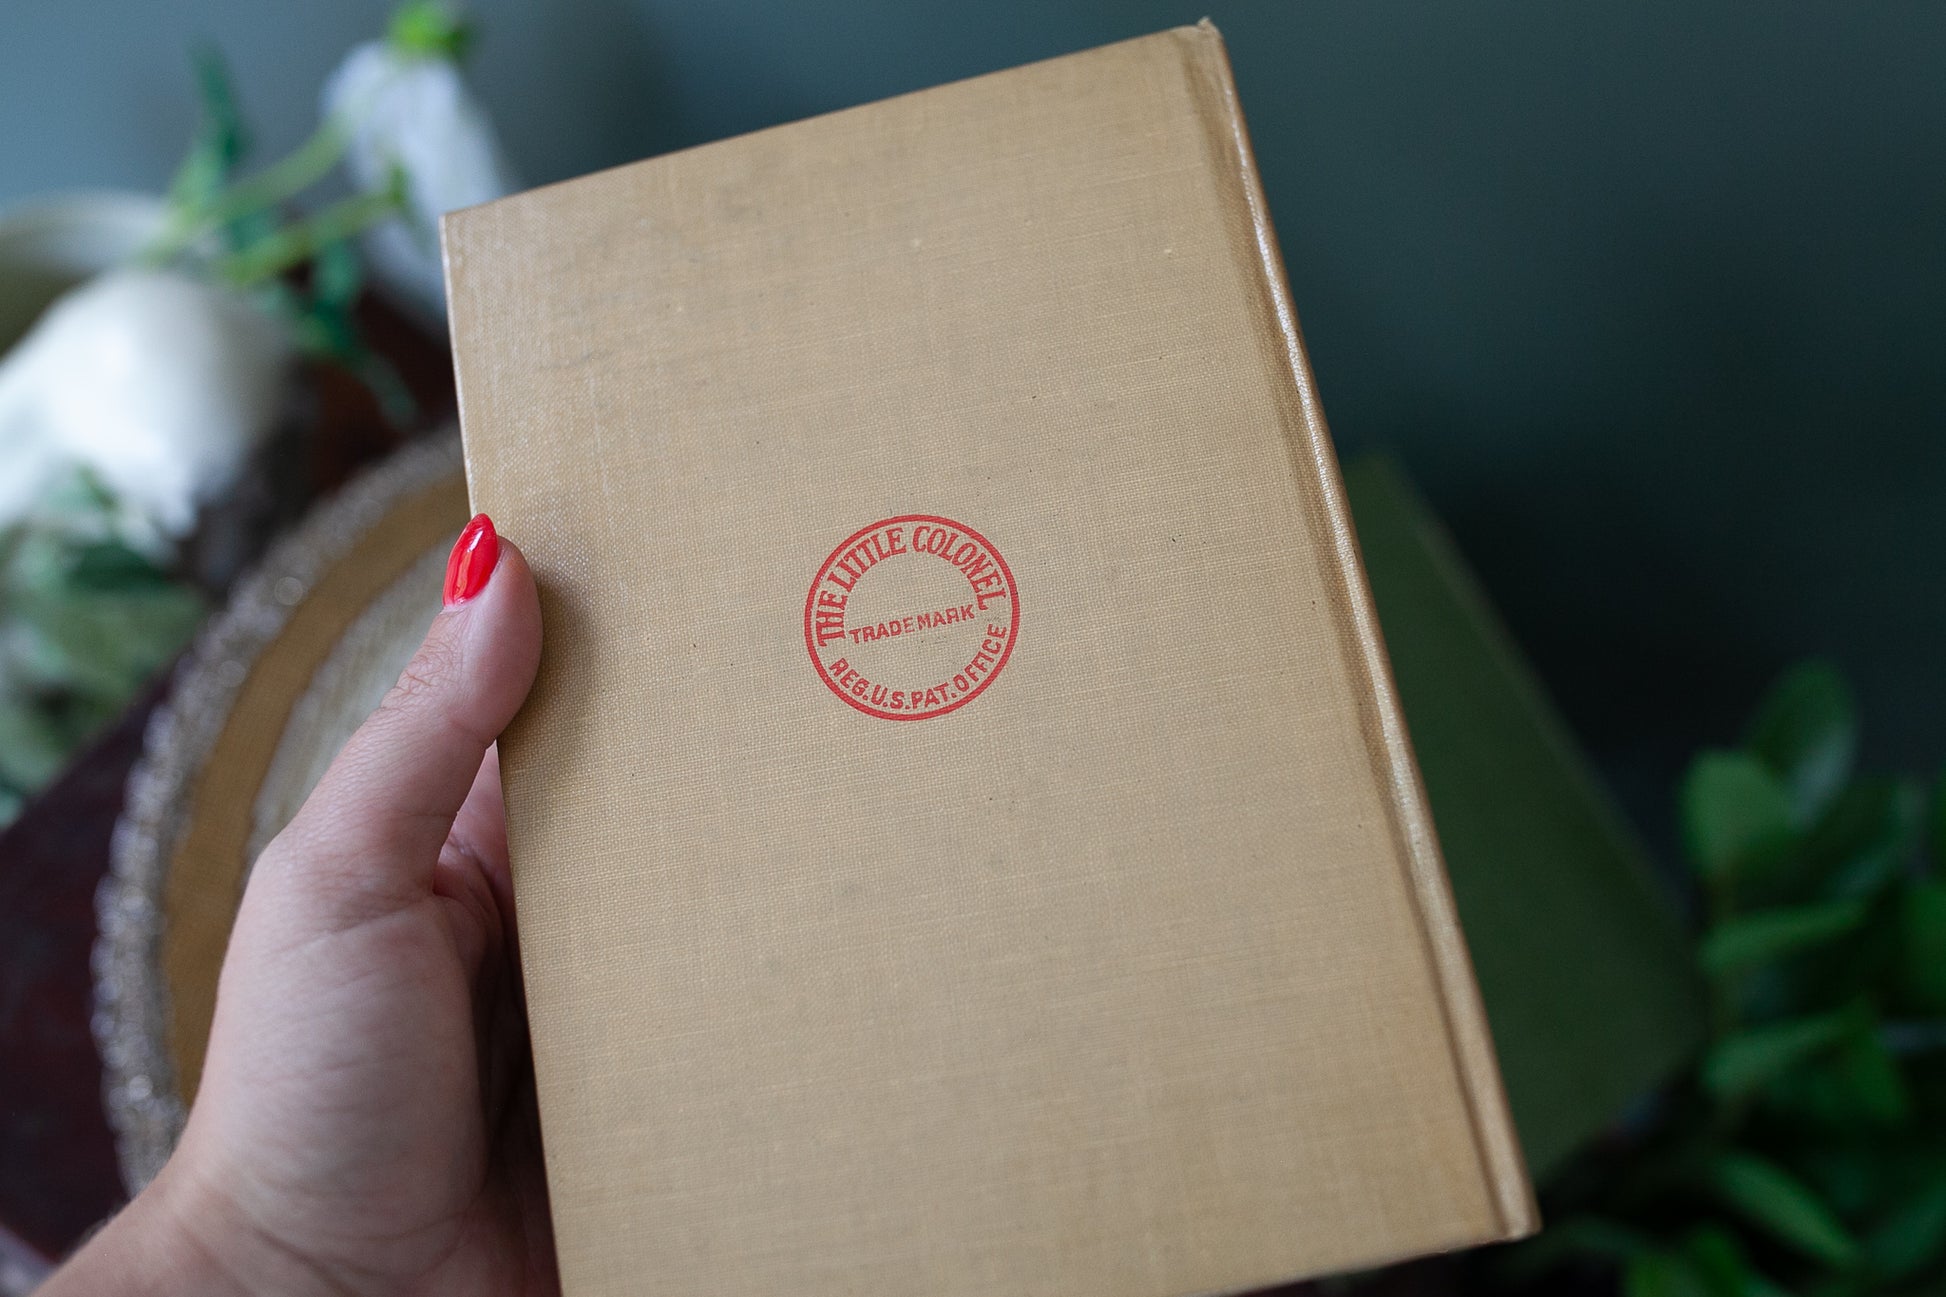 THE LITTLE COLONEL
TRADEMARK
REG.U.S.PAT.OFFICE